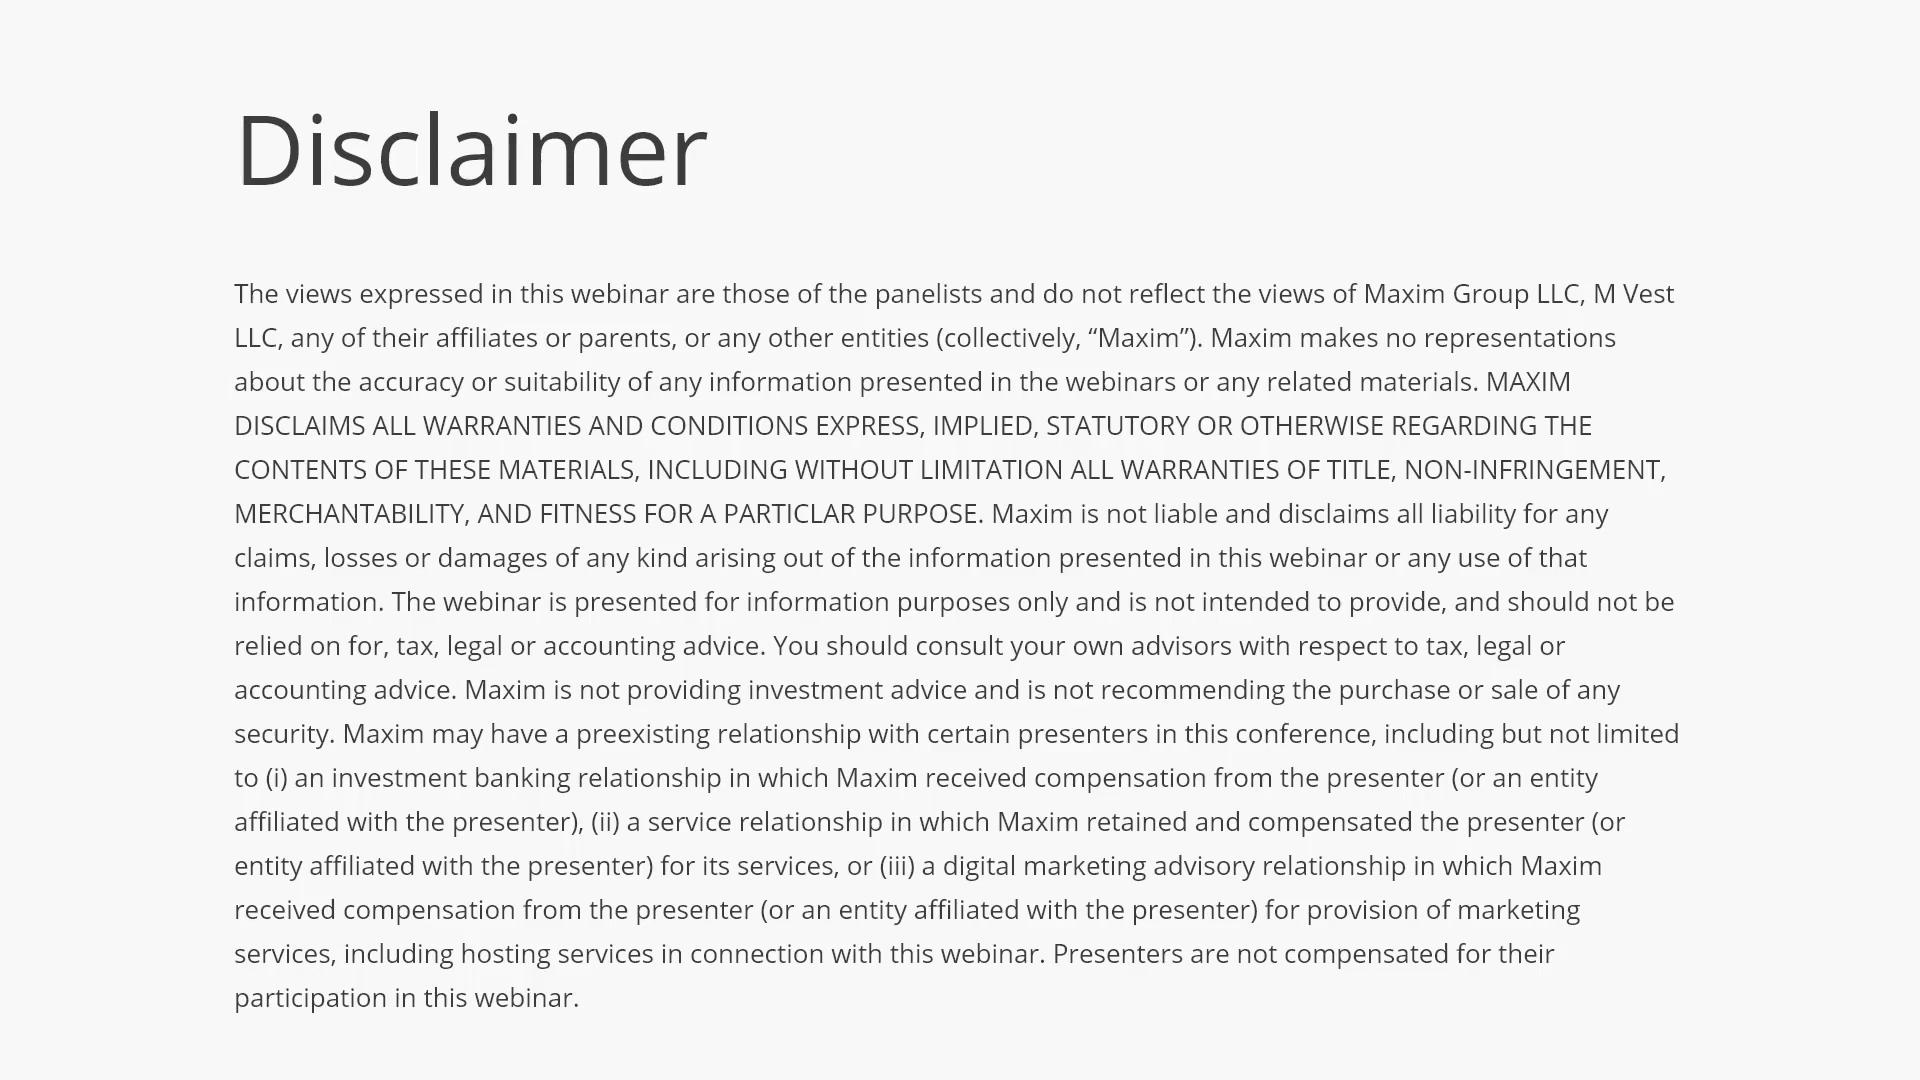 Disclaimer
The views expressed in this webinar are those of the panelists and do not reflect the views of Maxim Group LLC, M Vest
LLC, any of their affiliates or parents, or any other entities (collectively, “Maxim”). Maxim makes no representations
about the accuracy or suitability of any information presented in the webinars or any related materials. MAXIM
DISCLAIMS ALL WARRANTIES AND CONDITIONS EXPRESS, IMPLIED, STATUTORY OR OTHERWISE REGARDING THE
CONTENTS OF THESE MATERIALS, INCLUDING WITHOUT LIMITATION ALL WARRANTIES OF TITLE, NON-INFRINGEMENT,
MERCHANTABILITY, AND FITNESS FOR A PARTICLAR PURPOSE. Maxim is not liable and disclaims all liability for any
claims, losses or damages of any kind arising out of the information presented in this webinar or any use of that
information. The webinar is presented for information purposes only and is not intended to provide, and should not be
relied on for, tax, legal or accounting advice. You should consult your own advisors with respect to tax, legal or
accounting advice. Maxim is not providing investment advice and is not recommending the purchase or sale of any
security. Maxim may have a preexisting relationship with certain presenters in this conference, including but not limited
to (i) an investment banking relationship in which Maxim received compensation from the presenter (or an entity
affiliated with the presenter), (ii) a service relationship in which Maxim retained and compensated the presenter (or
entity affiliated with the presenter) for its services, or (iii) a digital marketing advisory relationship in which Maxim
received compensation from the presenter (or an entity affiliated with the presenter) for provision of marketing
services, including hosting services in connection with this webinar. Presenters are not compensated for their
participation in this webinar.